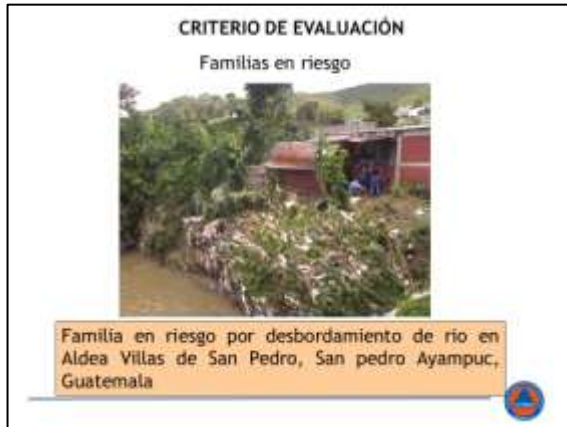 CRITERIO DE EVALUACIÓN
Familias en riesgo
Familia en riesgo por desbordamiento de rio en
Aldea Villas de San Pedro, San pedro Ayampuc,
Guatemala